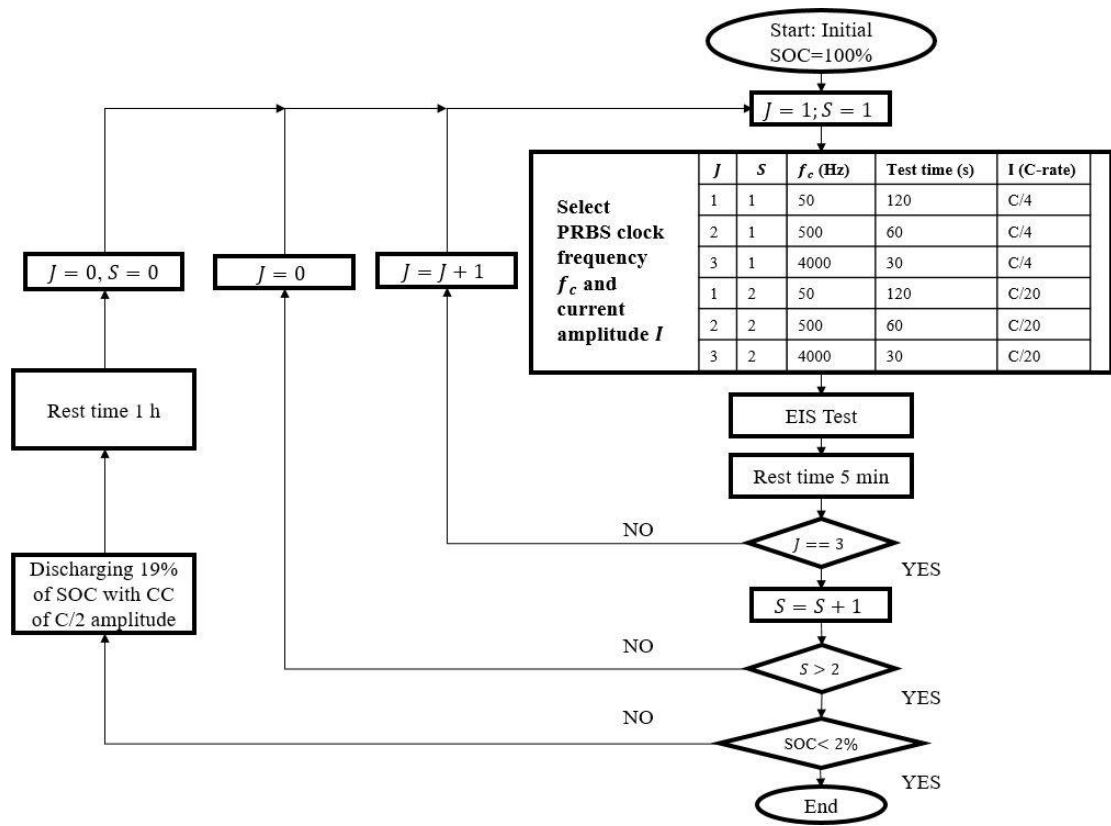 Start: Initial
SOC=100%
J = 1; S = 1
Select
PRBS clock
frequency
f_c and
current
amplitude I
J S f_c (Hz) Test time (s) I (C-rate)
1 1 50 120 C/4
2 1 500 60 C/4
3 1 4000 30 C/4
1 2 50 120 C/20
2 2 500 60 C/20
3 2 4000 30 C/20
J = 0, S = 0
J = 0
J = J + 1
Rest time 1 h
EIS Test
Rest time 5 min
NO
J == 3
YES
Discharging 19%
of SOC with CC
of C/2 amplitude
S = S + 1
NO
S > 2
YES
NO
SOC< 2%
YES
End